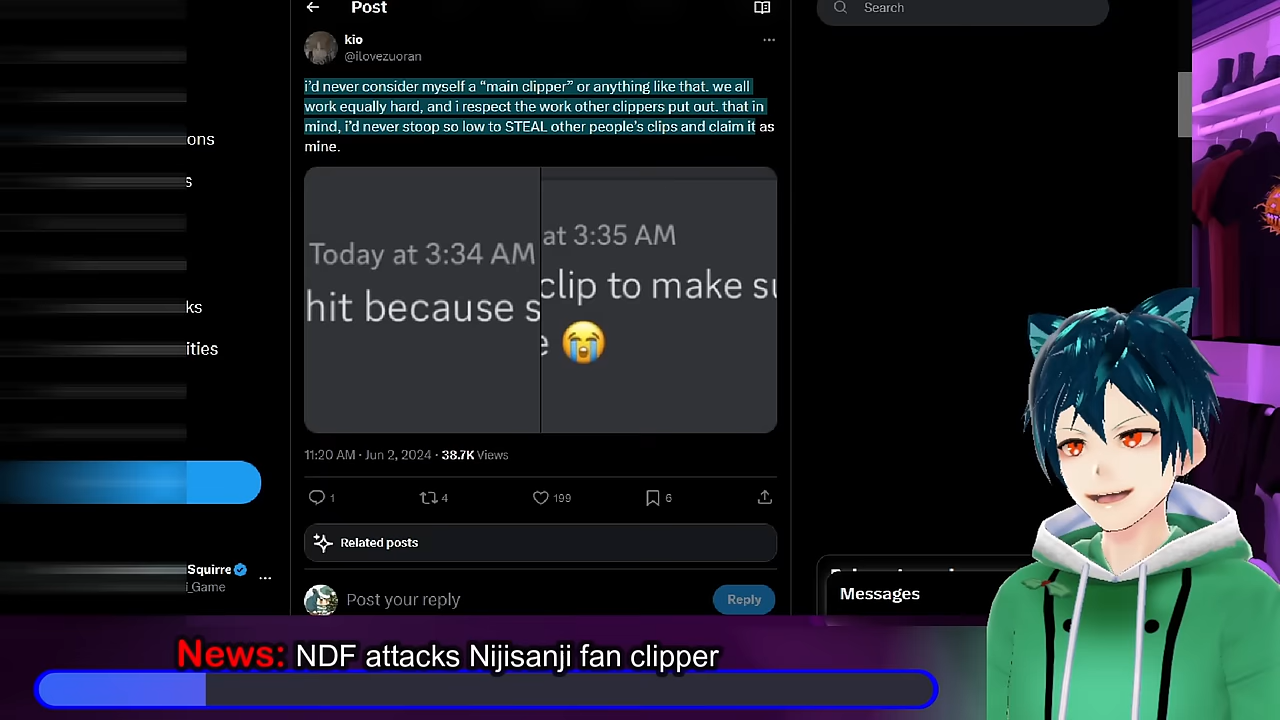 Post
Search
kio
@ilovezuoran
i'd never consider myself a “main clipper” or anything like that. we all
work equally hard, and i respect the work other clippers put out. that in
mind, i'd never stoop so low to STEAL other people's clips and claim it as
mine.
Today at 3:34 AM
hit because s
at 3:35 AM
clip to make su
e 😭
11:20 AM · Jun 2, 2024 · 38.7K Views
1
4
199
6
Related posts
Post your reply
Reply
ons
s
ks
ities
Squirre
i_Game
Messages
News: NDF attacks Nijisanji fan clipper